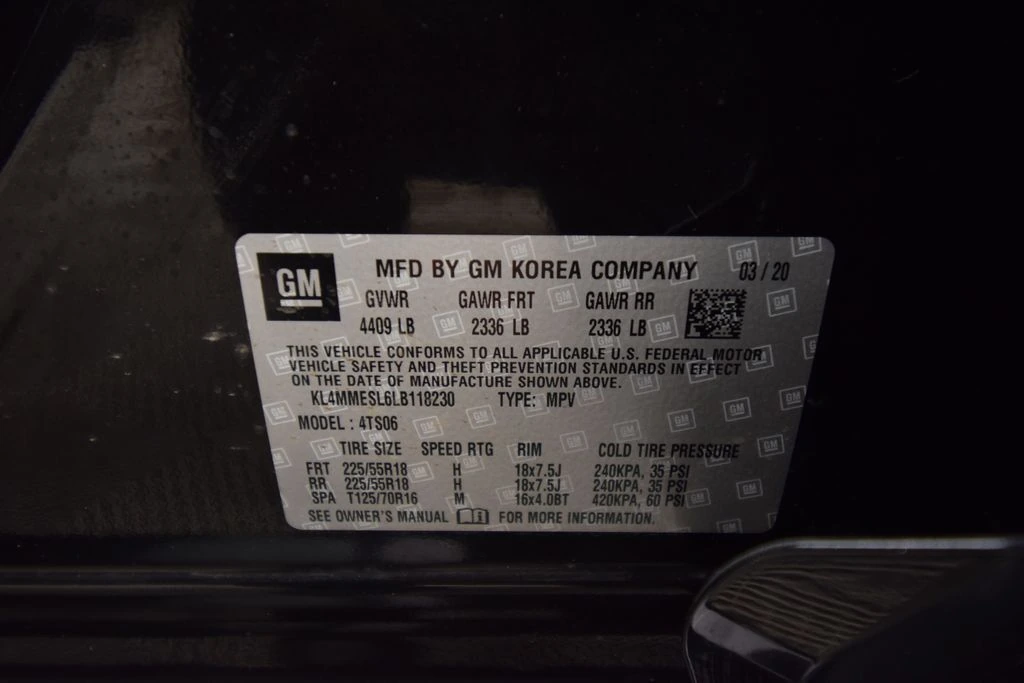 GM MFD BY GM KOREA COMPANY 03/20
GVWR GAWR FRT GAWR RR
4409 LB 2336 LB 2336 LB
THIS VEHICLE CONFORMS TO ALL APPLICABLE U.S. FEDERAL MOTOR
VEHICLE SAFETY AND THEFT PREVENTION STANDARDS IN EFFECT
ON THE DATE OF MANUFACTURE SHOWN ABOVE.
KL4MMESL6LB118230 TYPE: MPV
MODEL : 4TS06
TIRE SIZE SPEED RTG RIM COLD TIRE PRESSURE
FRT 225/55R18 H 18x7.5J 240KPA, 35 PSI
RR 225/55R18 H 18x7.5J 240KPA, 35 PSI
SPA T125/70R16 M 16x4.0BT 420KPA, 60 PSI
SEE OWNER'S MANUAL FOR MORE INFORMATION.